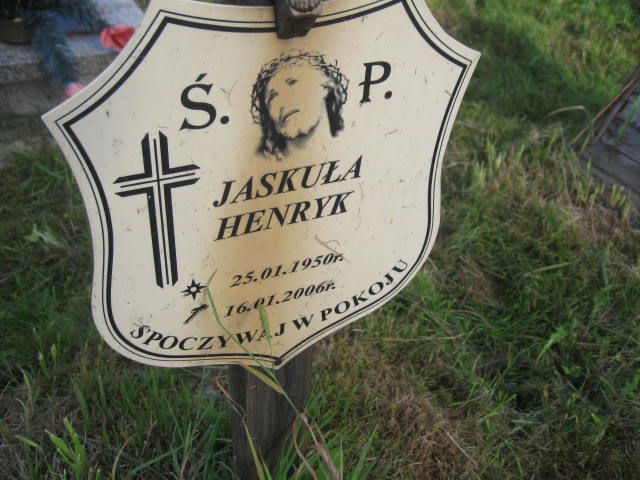 Ś. P.
JASKUŁA
HENRYK
25.01.1950r.
16.01.2006r.
SPOCZYWAJ W POKOJU